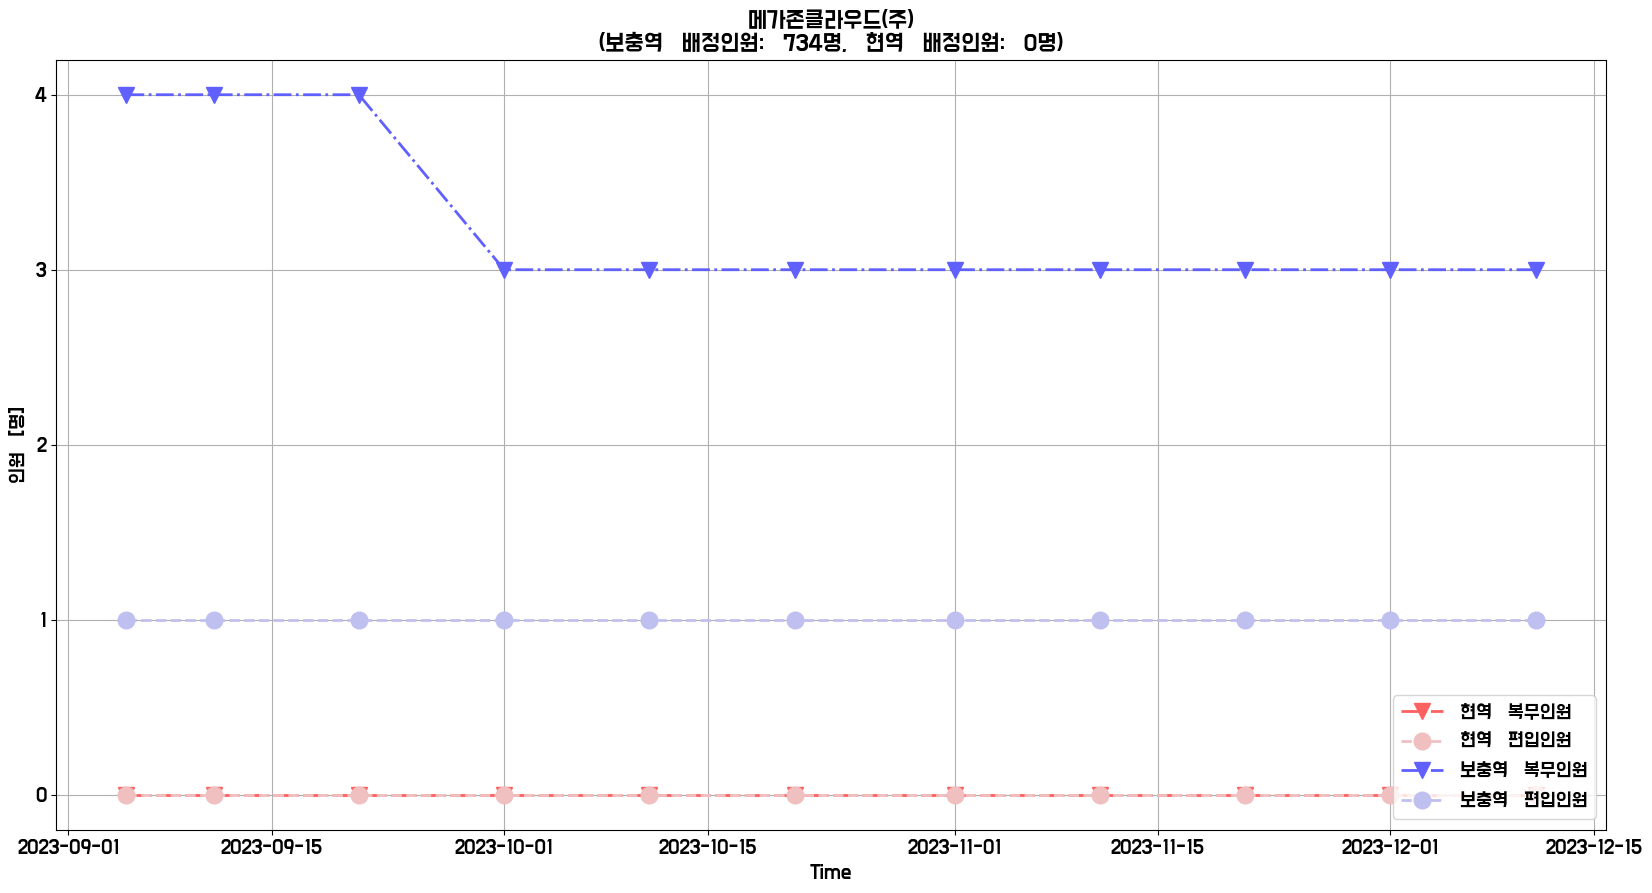 메가존클라우드(주)
(보충역 배정인원: 734명, 현역 배정인원: 0명)
4
3
2
1
0
인원 [명]
현역 복무인원
현역 편입인원
보충역 복무인원
보충역 편입인원
2023-09-01 2023-09-15 2023-10-01 2023-10-15 2023-11-01 2023-11-15 2023-12-01 2023-12-15
Time